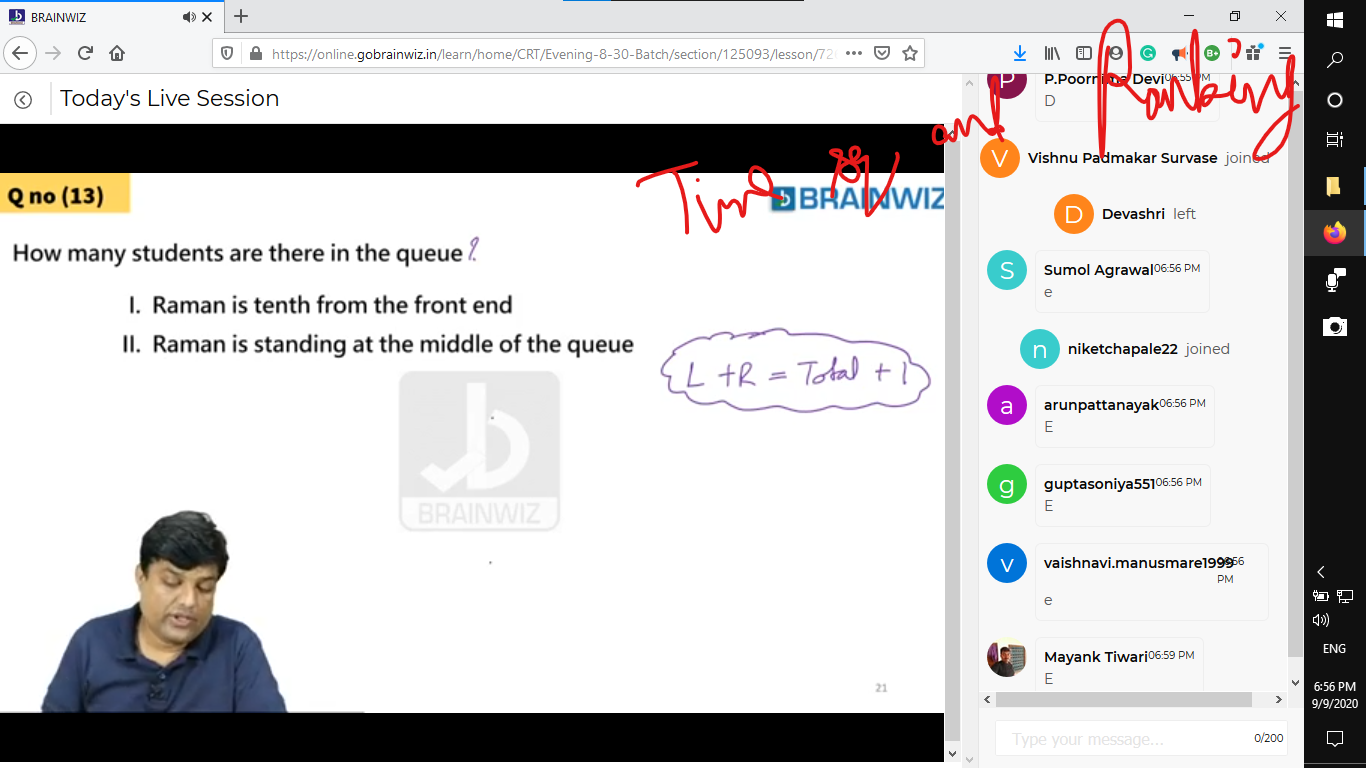 BRAINWIZ
https://online.gobrainwiz.in/learn/home/CRT/Evening-8-30-Batch/section/125093/lesson/726
Today's Live Session
Time & and Ranking
Q no (13)
BRAINWIZ
How many students are there in the queue?
I. Raman is tenth from the front end
II. Raman is standing at the middle of the queue
L + R = Total + 1
BRAINWIZ
21
P.Poornima Devi 06:55 PM
D
V
Vishnu Padmakar Survase joined
D
Devashri left
S
Sumol Agrawal 06:56 PM
e
n
niketchapale22 joined
a
arunpattanayak 06:56 PM
E
g
guptasoniya551 06:56 PM
E
v
vaishnavi.manusmare1999 06:56 PM
e
Mayank Tiwari 06:59 PM
E
Type your message...
0/200
ENG
6:56 PM
9/9/2020